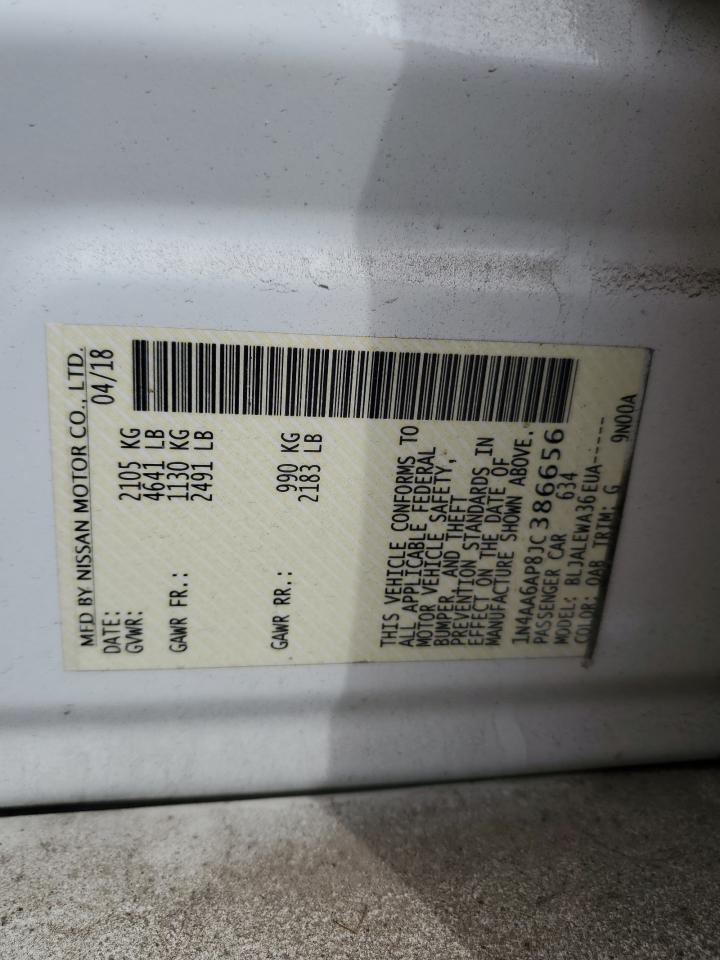 MFD BY NISSAN MOTOR CO., LTD.
DATE: 04/18
GVWR: 2105 KG
4641 LB
GAWR FR.: 1130 KG
2491 LB
GAWR RR.: 990 KG
2183 LB
THIS VEHICLE CONFORMS TO
ALL APPLICABLE FEDERAL
MOTOR VEHICLE SAFETY,
BUMPER, AND THEFT
PREVENTION STANDARDS IN
EFFECT ON THE DATE OF
MANUFACTURE SHOWN ABOVE.
1N4AA6AP8JC386656
PASSENGER CAR 634
MODEL: BLJALEWA36EUA-----
COLOR: QAB TRIM: G 9N00A